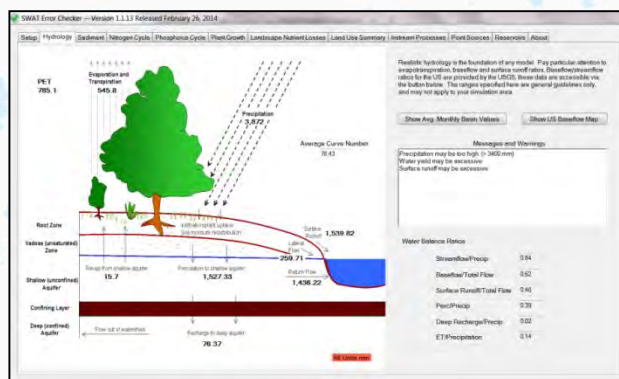 SWAT Error Checker -- Version 1.1.13 Released February 26, 2014
Setup Hydrology Sediment Nitrogen Cycle Phosphorus Cycle Plant Growth Landscape Nutrient Losses Land Use Summary Instream Processes Point Sources Reservoirs About
PET
785.1
Evaporation and
Transpiration
545.8
Precipitation
3,872
Average Curve Number
78.43
Root Zone
Vadose (unsaturated)
Zone
Shallow (unconfined)
Aquifer
Confining Layer
Deep (confined)
Aquifer
Infiltration/plant uptake/
Soil moisture redistribution
Surface
Runoff
1,539.82
Lateral
Flow
259.71
Return Flow
1,436.22
Revap from shallow aquifer
15.7
Percolation to shallow aquifer
1,527.33
Flow out of watershed
Recharge to deep aquifer
76.37
All Units mm
Realistic hydrology is the foundation of any model. Pay particular attention to
evapotranspiration, baseflow and surface runoff ratios. Baseflow/streamflow
ratios for the US are provided by the USGS, these data are accessible via
the button below. The ranges specified here are general guidelines only,
and may not apply to your simulation area.
Show Avg. Monthly Basin Values
Show US Baseflow Map
Messages and Warnings
Precipitation may be too high (> 3400 mm)
Water yield may be excessive
Surface runoff may be excessive
Water Balance Ratios
Streamflow/Precip 0.84
Baseflow/Total Flow 0.52
Surface Runoff/Total Flow 0.48
Perc/Precip 0.39
Deep Recharge/Precip 0.02
ET/Precipitation 0.14